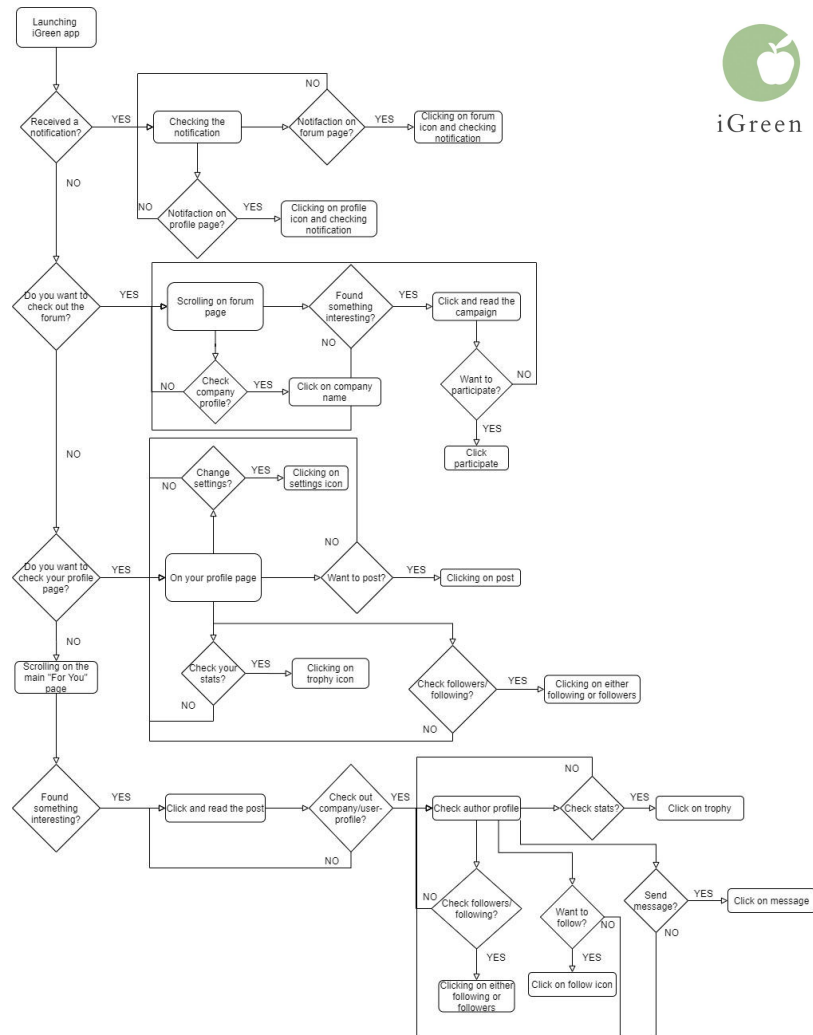 Launching
iGreen app
iGreen
Received a
notification?
YES
Checking the
notification
NO
Notifaction on
forum page?
YES
Clicking on forum
icon and checking
notification
NO
NO
Notifaction on
profile page?
YES
Clicking on profile
icon and checking
notification
Do you want to
check out the
forum?
YES
Scrolling on forum
page
Found
something
interesting?
YES
Click and read the
campaign
NO
NO
Check
company
profile?
YES
Click on company
name
Want to
participate?
NO
YES
Click
participate
NO
Change
settings?
NO
YES
Clicking on
settings icon
Do you want to
check your profile
page?
YES
On your profile page
NO
Want to post?
YES
Clicking on post
NO
Scrolling on the
main "For You"
page
Check your
stats?
YES
Clicking on
trophy icon
NO
Check followers/
following?
YES
Clicking on either
following or followers
NO
Found
something
interesting?
YES
Click and read the post
Check out
company/user-
profile?
YES
NO
Check author profile
NO
Check stats?
YES
Click on trophy
NO
Check followers/
following?
YES
Clicking on either
following or
followers
Want to
follow?
NO
YES
Click on follow icon
Send
message?
YES
Click on message
NO